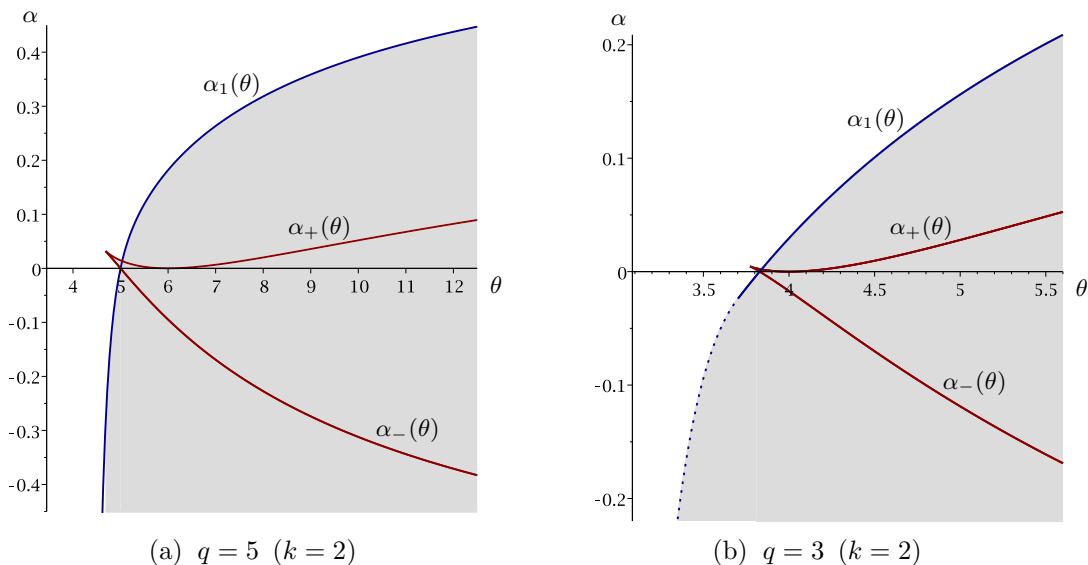 α
0.4
0.3
0.2
0.1
0
-0.1
-0.2
-0.3
-0.4
4 5 6 7 8 9 10 11 12 θ
α₁(θ)
α₊(θ)
α₋(θ)
(a) q = 5 (k = 2)
α
0.2
0.1
0
-0.1
-0.2
3.5 4 4.5 5 5.5 θ
α₁(θ)
α₊(θ)
α₋(θ)
(b) q = 3 (k = 2)